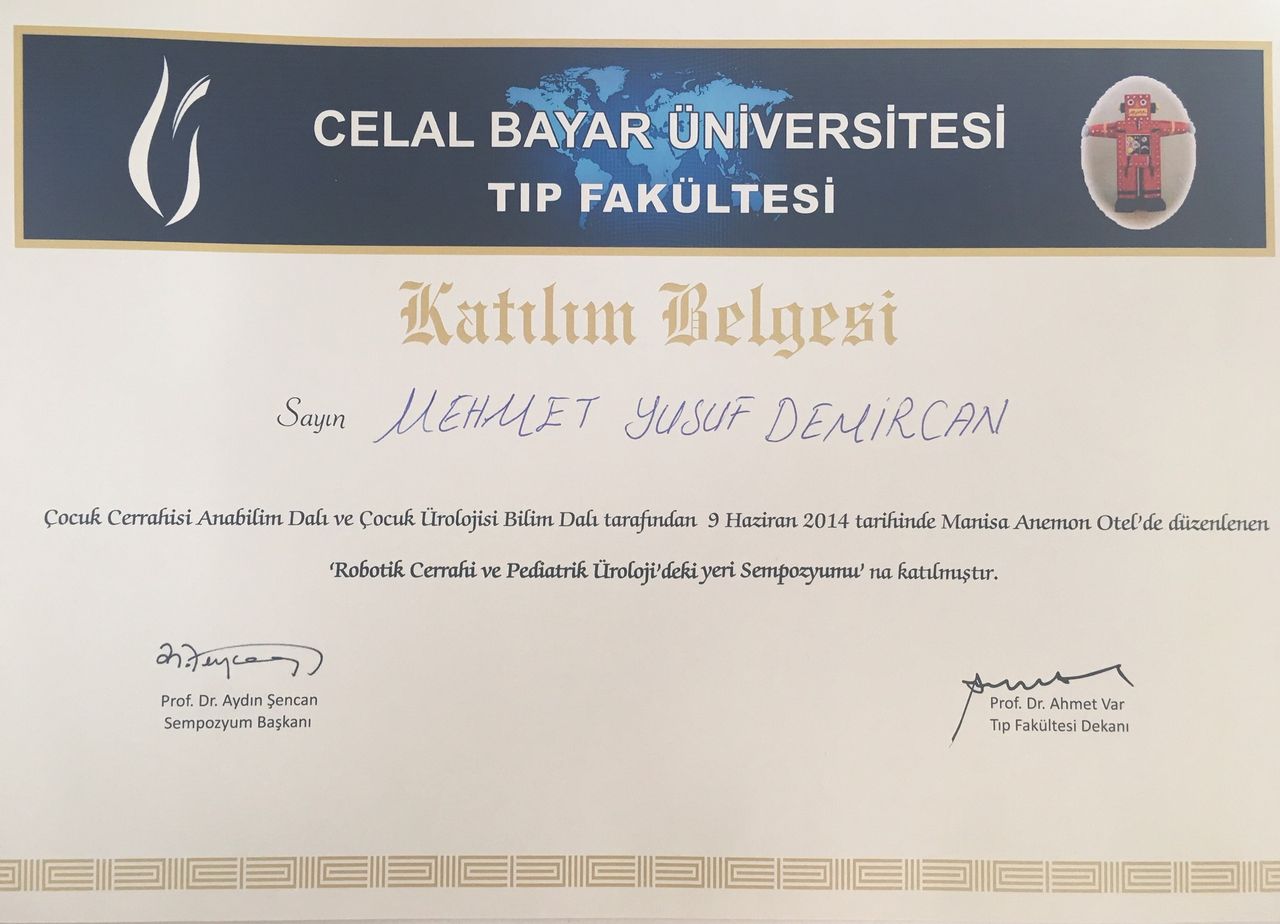 CELAL BAYAR ÜNİVERSİTESİ
TIP FAKÜLTESİ
Katılım Belgesi
Sayın MEHMET YUSUF DEMİRCAN
Çocuk Cerrahisi Anabilim Dalı ve Çocuk Ürolojisi Bilim Dalı tarafından 9 Haziran 2014 tarihinde Manisa Anemon Otel'de düzenlenen
'Robotik Cerrahi ve Pediatrik Üroloji'deki yeri Sempozyumu' na katılmıştır.
Prof. Dr. Aydın Şencan
Sempozyum Başkanı
Prof. Dr. Ahmet Var
Tıp Fakültesi Dekanı